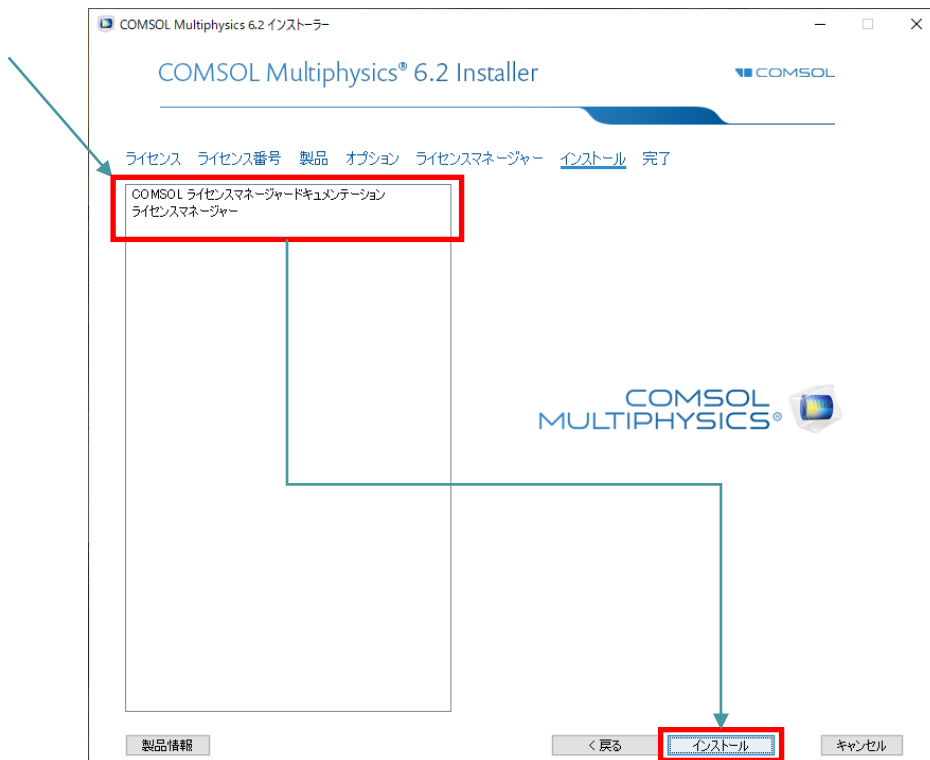 COMSOL Multiphysics 6.2 インストーラー
COMSOL Multiphysics® 6.2 Installer
COMSOL
ライセンス ライセンス番号 製品 オプション ライセンスマネージャー インストール 完了
COMSOL ライセンスマネージャードキュメンテーション
ライセンスマネージャー
COMSOL
MULTIPHYSICS®
製品情報 < 戻る インストール キャンセル